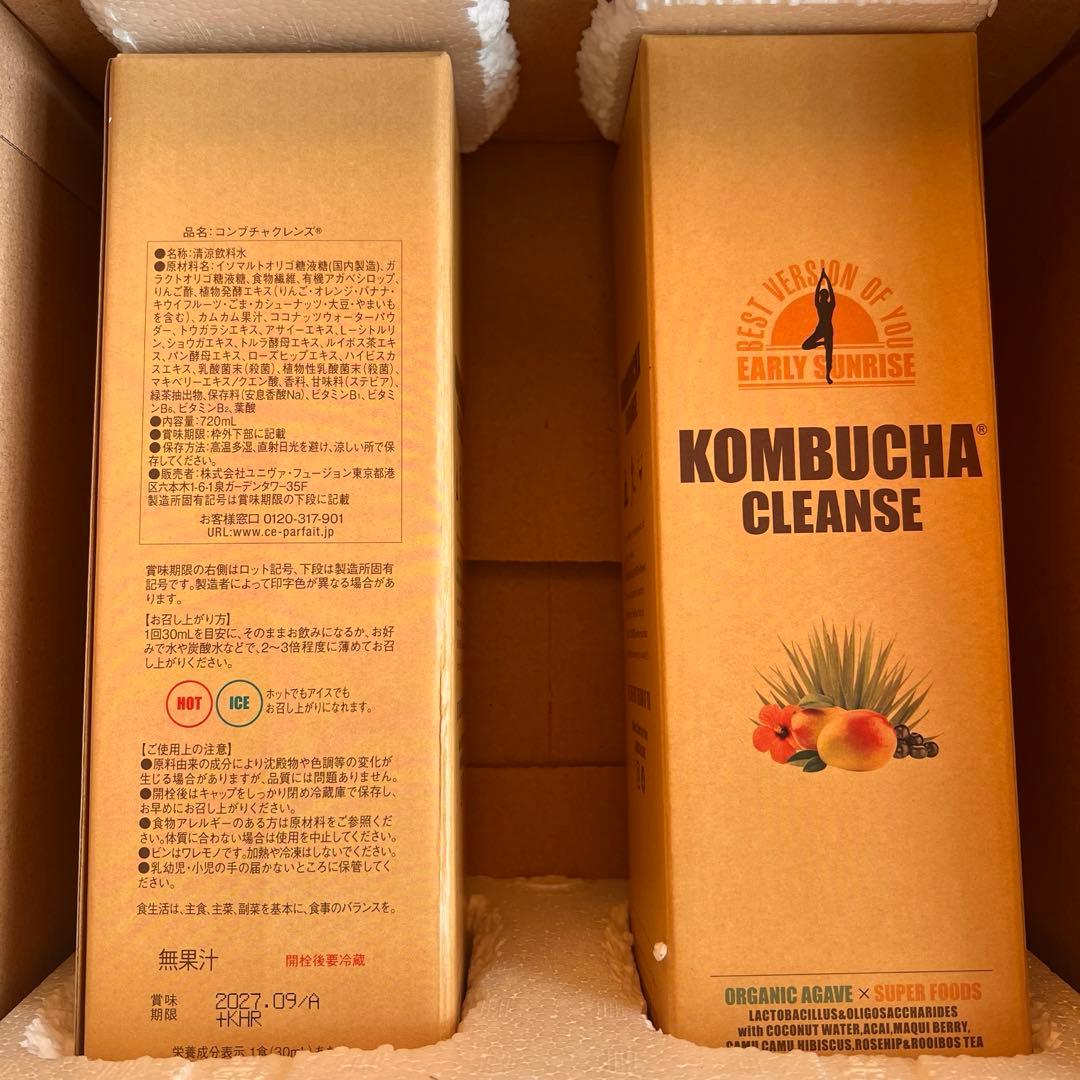 品名：コンブチャクレンズ®
●名称：清涼飲料水
●原材料名：イソマルトオリゴ糖液糖(国内製造)、ガ
ラクトオリゴ糖液糖、食物繊維、有機アガベシロップ、
りんご酢、植物発酵エキス(りんご・オレンジ・バナナ・
キウイフルーツ・ごま・カシューナッツ・大豆・やまいも
を含む)、カムカム果汁、ココナッツウォーターパウ
ダー、トウガラシエキス、アサイーエキス、L－シトルリ
ン、ショウガエキス、トルラ酵母エキス、ルイボス茶エキ
ス、パン酵母エキス、ローズヒップエキス、ハイビスカ
スエキス、乳酸菌末(殺菌)、植物性乳酸菌末(殺菌)、
マキベリーエキス/クエン酸、香料、甘味料(ステビア)、
緑茶抽出物、保存料(安息香酸Na)、ビタミンB₁、ビタミ
ンB₆、ビタミンB₂、葉酸
●内容量：720mL
●賞味期限：枠外下部に記載
●保存方法：高温多湿、直射日光を避け、涼しい所で保
存してください。
●販売者：株式会社ユニヴァ・フュージョン東京都港
区六本木1-6-1泉ガーデンタワー35F
製造所固有記号は賞味期限の下段に記載
お客様窓口 0120-317-901
URL:www.ce-parfait.jp
賞味期限の右側はロット記号、下段は製造所固有
記号です。製造者によって印字色が異なる場合があ
ります。
【お召し上がり方】
1回30mLを目安に、そのままお飲みになるか、お好
みで水や炭酸水などで、2〜3倍程度に薄めてお召
し上がりください。
HOT ICE ホットでもアイスでも
お召し上がりになれます。
【ご使用上の注意】
●原料由来の成分により沈殿物や色調等の変化が
生じる場合がありますが、品質には問題ありません。
●開栓後はキャップをしっかり閉め冷蔵庫で保存し、
お早めにお召し上がりください。
●食物アレルギーのある方は原材料をご参照くだ
さい。体質に合わない場合は使用を中止してください。
●ビンはワレモノです。加熱や冷凍はしないでください。
●乳幼児・小児の手の届かないところに保管してく
ださい。
食生活は、主食、主菜、副菜を基本に、食事のバランスを。
無果汁 開栓後要冷蔵
賞味
期限 2027.09/A
+KHR
栄養成分表示 1食(30mL)あた
BEST VERSION OF YOU
EARLY SUNRISE
KOMBUCHA®
CLEANSE
ORGANIC AGAVE × SUPER FOODS
LACTOBACILLUS&OLIGOSACCHARIDES
with COCONUT WATER,ACAI,MAQUI BERRY,
CAMU CAMU HIBISCUS,ROSEHIP&ROOIBOS TEA